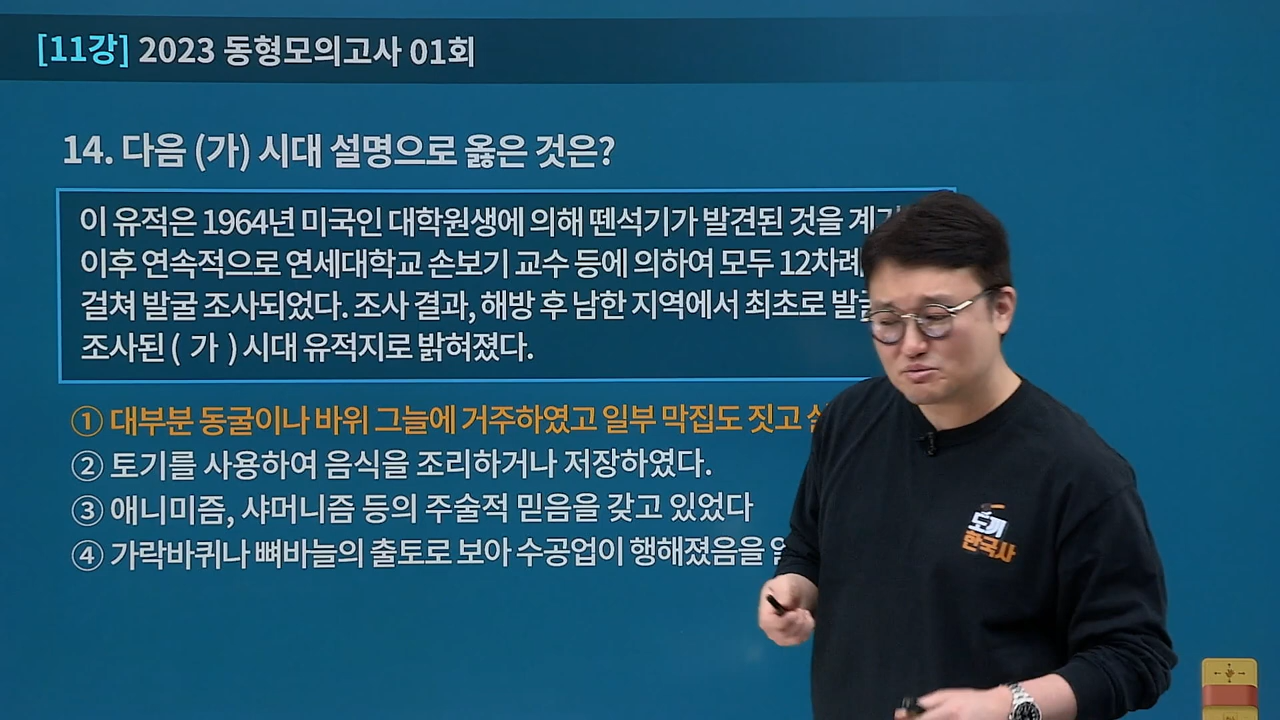 [11강] 2023 동형모의고사 01회
14. 다음 (가) 시대 설명으로 옳은 것은?
이 유적은 1964년 미국인 대학원생에 의해 뗀석기가 발견된 것을
이후 연속적으로 연세대학교 손보기 교수 등에 의하여 모두 12차례
걸쳐 발굴 조사되었다. 조사 결과, 해방 후 남한 지역에서 최초로
조사된 ( 가 ) 시대 유적지로 밝혀졌다.
① 대부분 동굴이나 바위 그늘에 거주하였고 일부 막집도 짓고
② 토기를 사용하여 음식을 조리하거나 저장하였다.
③ 애니미즘, 샤머니즘 등의 주술적 믿음을 갖고 있었다
④ 가락바퀴나 뼈바늘의 출토로 보아 수공업이 행해졌음을
한국사